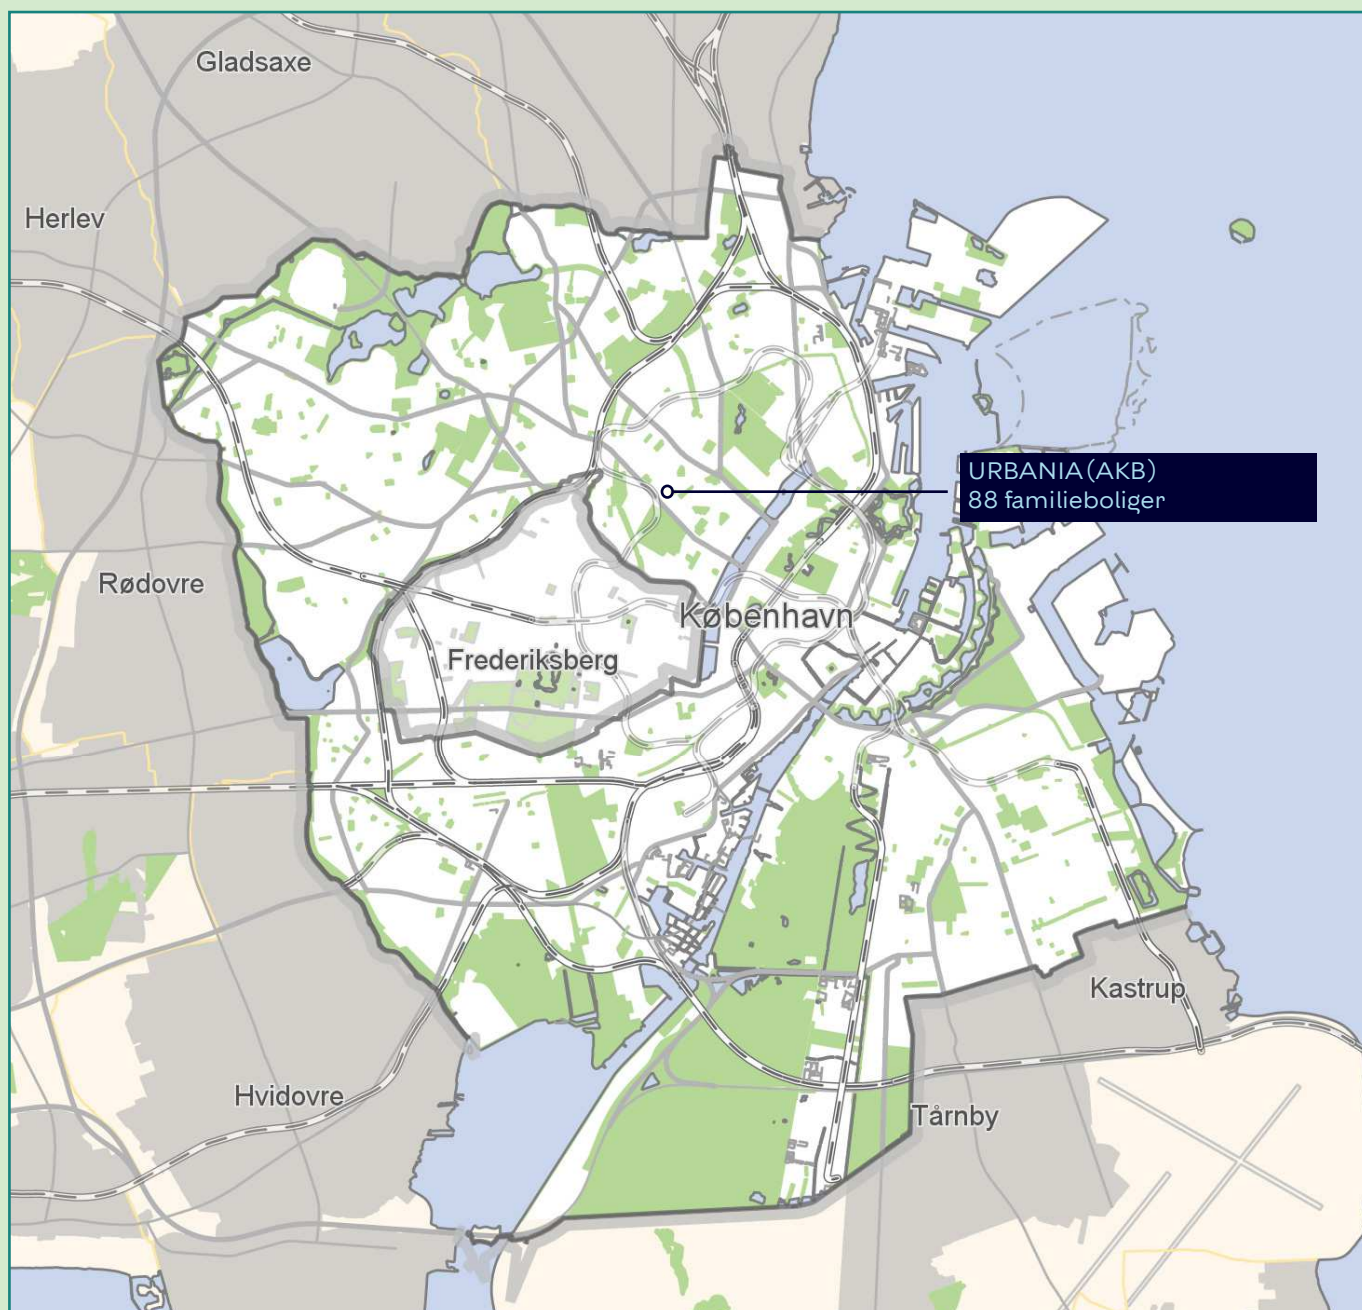 Gladsaxe
Herlev
URBANIA (AKB)
88 familieboliger
Rødovre
København
Frederiksberg
Kastrup
Hvidovre
Tårnby